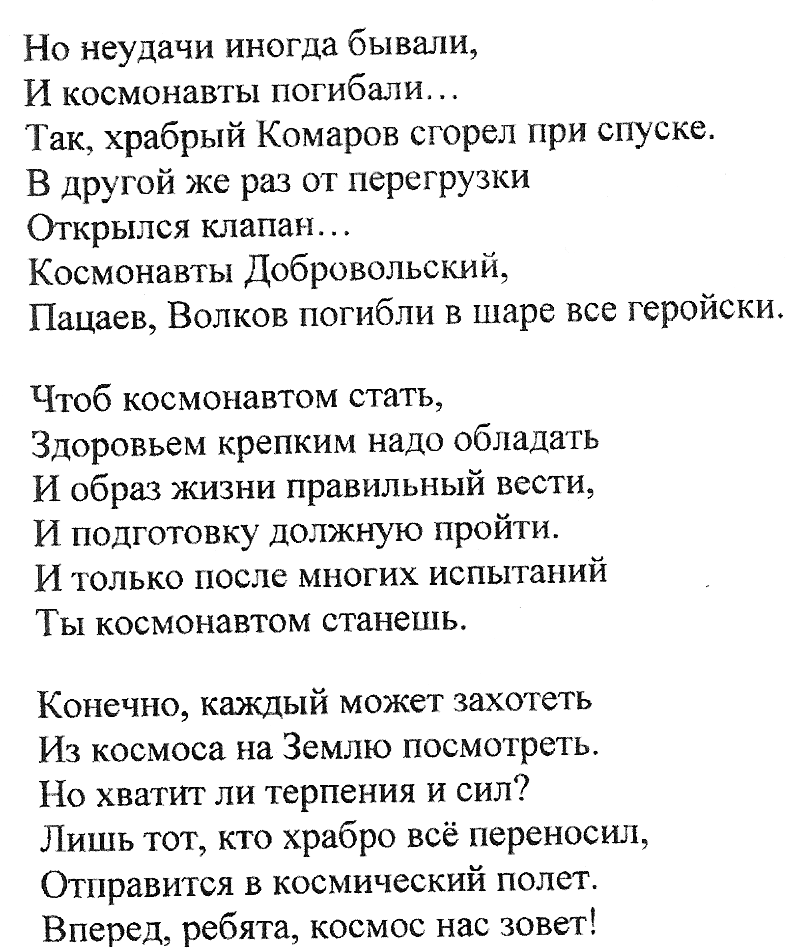 Но неудачи иногда бывали,
И космонавты погибали…
Так, храбрый Комаров сгорел при спуске.
В другой же раз от перегрузки
Открылся клапан…
Космонавты Добровольский,
Пацаев, Волков погибли в шаре все геройски.
Чтоб космонавтом стать,
Здоровьем крепким надо обладать
И образ жизни правильный вести,
И подготовку должную пройти.
И только после многих испытаний
Ты космонавтом станешь.
Конечно, каждый может захотеть
Из космоса на Землю посмотреть.
Но хватит ли терпения и сил?
Лишь тот, кто храбро всё переносил,
Отправится в космический полет.
Вперед, ребята, космос нас зовет!